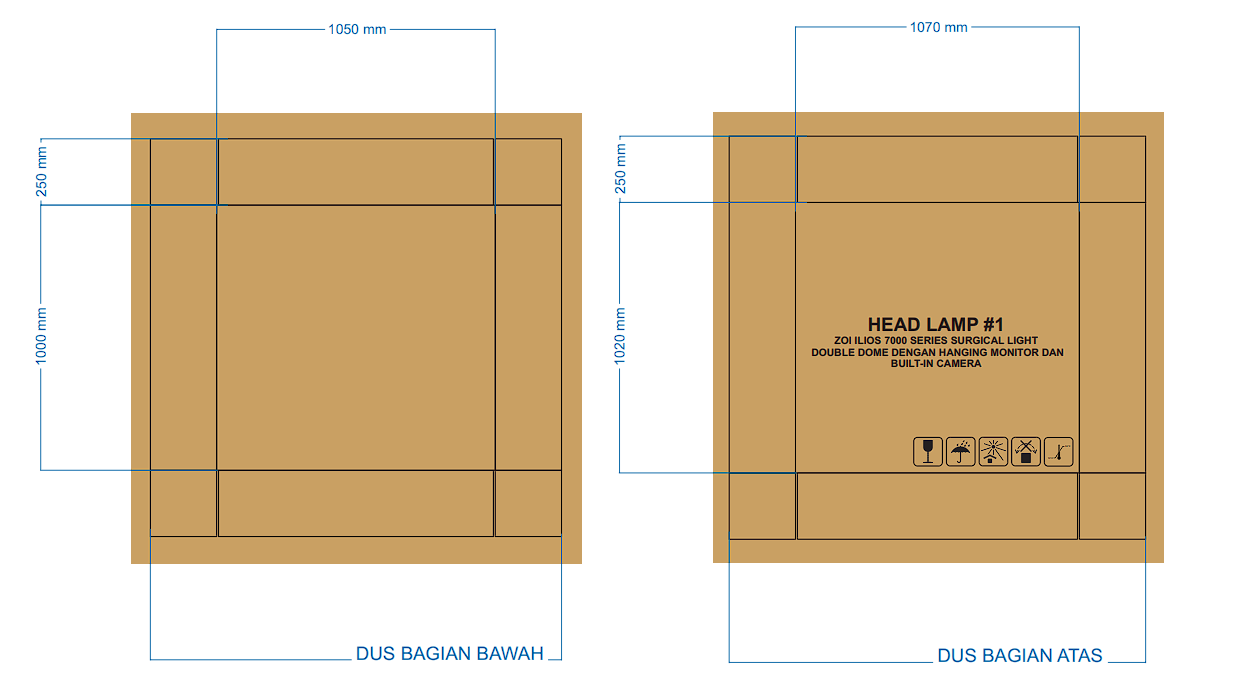 1050 mm
250 mm
1000 mm
DUS BAGIAN BAWAH
1070 mm
250 mm
1020 mm
HEAD LAMP #1
ZOI ILIOS 7000 SERIES SURGICAL LIGHT
DOUBLE DOME DENGAN HANGING MONITOR DAN
BUILT-IN CAMERA
DUS BAGIAN ATAS